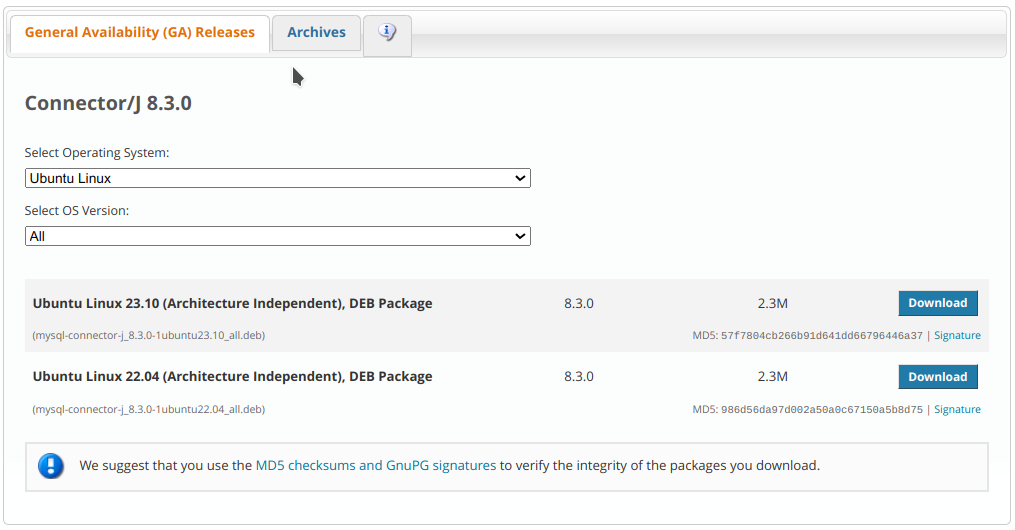 General Availability (GA) Releases Archives
Connector/J 8.3.0
Select Operating System:
Ubuntu Linux
Select OS Version:
All
Ubuntu Linux 23.10 (Architecture Independent), DEB Package 8.3.0 2.3M Download
(mysql-connector-j_8.3.0-1ubuntu23.10_all.deb) MD5: 57f7804cb266b91d641dd66796446a37 | Signature
Ubuntu Linux 22.04 (Architecture Independent), DEB Package 8.3.0 2.3M Download
(mysql-connector-j_8.3.0-1ubuntu22.04_all.deb) MD5: 986d56da97d002a50a0c67150a5b8d75 | Signature
We suggest that you use the MD5 checksums and GnuPG signatures to verify the integrity of the packages you download.